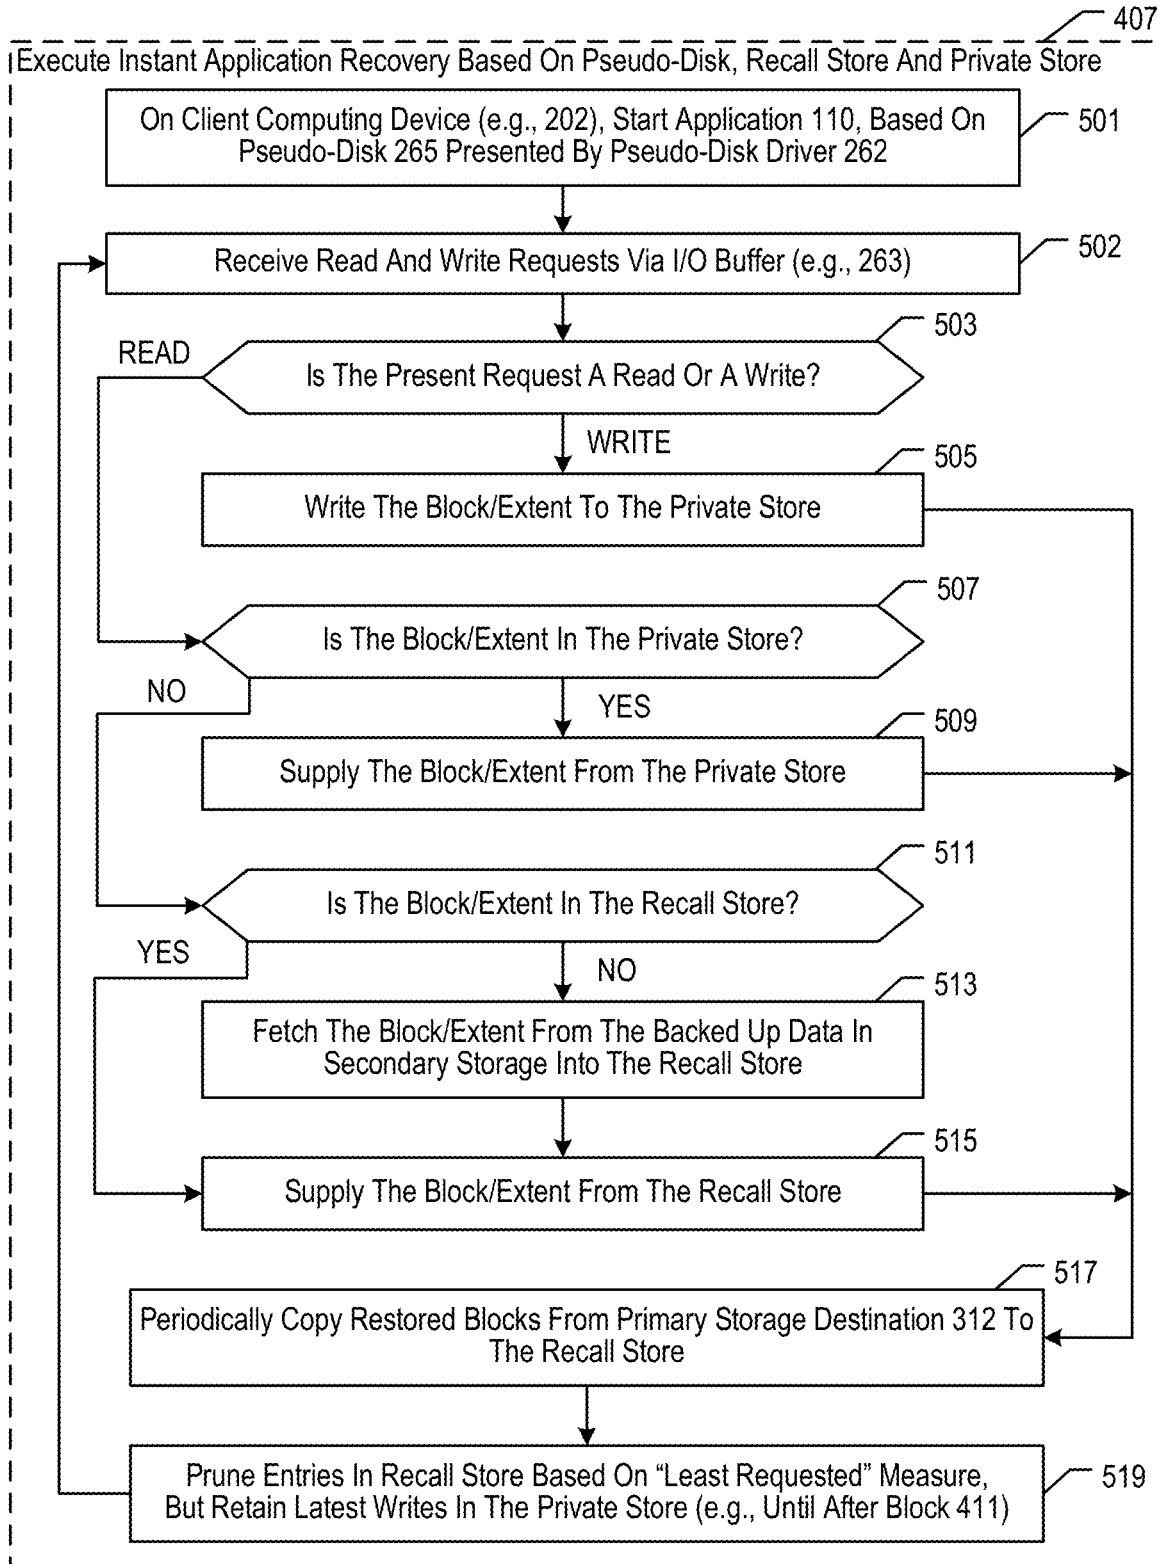 407
Execute Instant Application Recovery Based On Pseudo-Disk, Recall Store And Private Store
On Client Computing Device (e.g., 202), Start Application 110, Based On
Pseudo-Disk 265 Presented By Pseudo-Disk Driver 262
501
Receive Read And Write Requests Via I/O Buffer (e.g., 263)
502
503
READ
Is The Present Request A Read Or A Write?
WRITE
505
Write The Block/Extent To The Private Store
507
Is The Block/Extent In The Private Store?
NO
YES
509
Supply The Block/Extent From The Private Store
511
Is The Block/Extent In The Recall Store?
YES
NO
513
Fetch The Block/Extent From The Backed Up Data In
Secondary Storage Into The Recall Store
515
Supply The Block/Extent From The Recall Store
517
Periodically Copy Restored Blocks From Primary Storage Destination 312 To
The Recall Store
Prune Entries In Recall Store Based On “Least Requested” Measure,
But Retain Latest Writes In The Private Store (e.g., Until After Block 411)
519